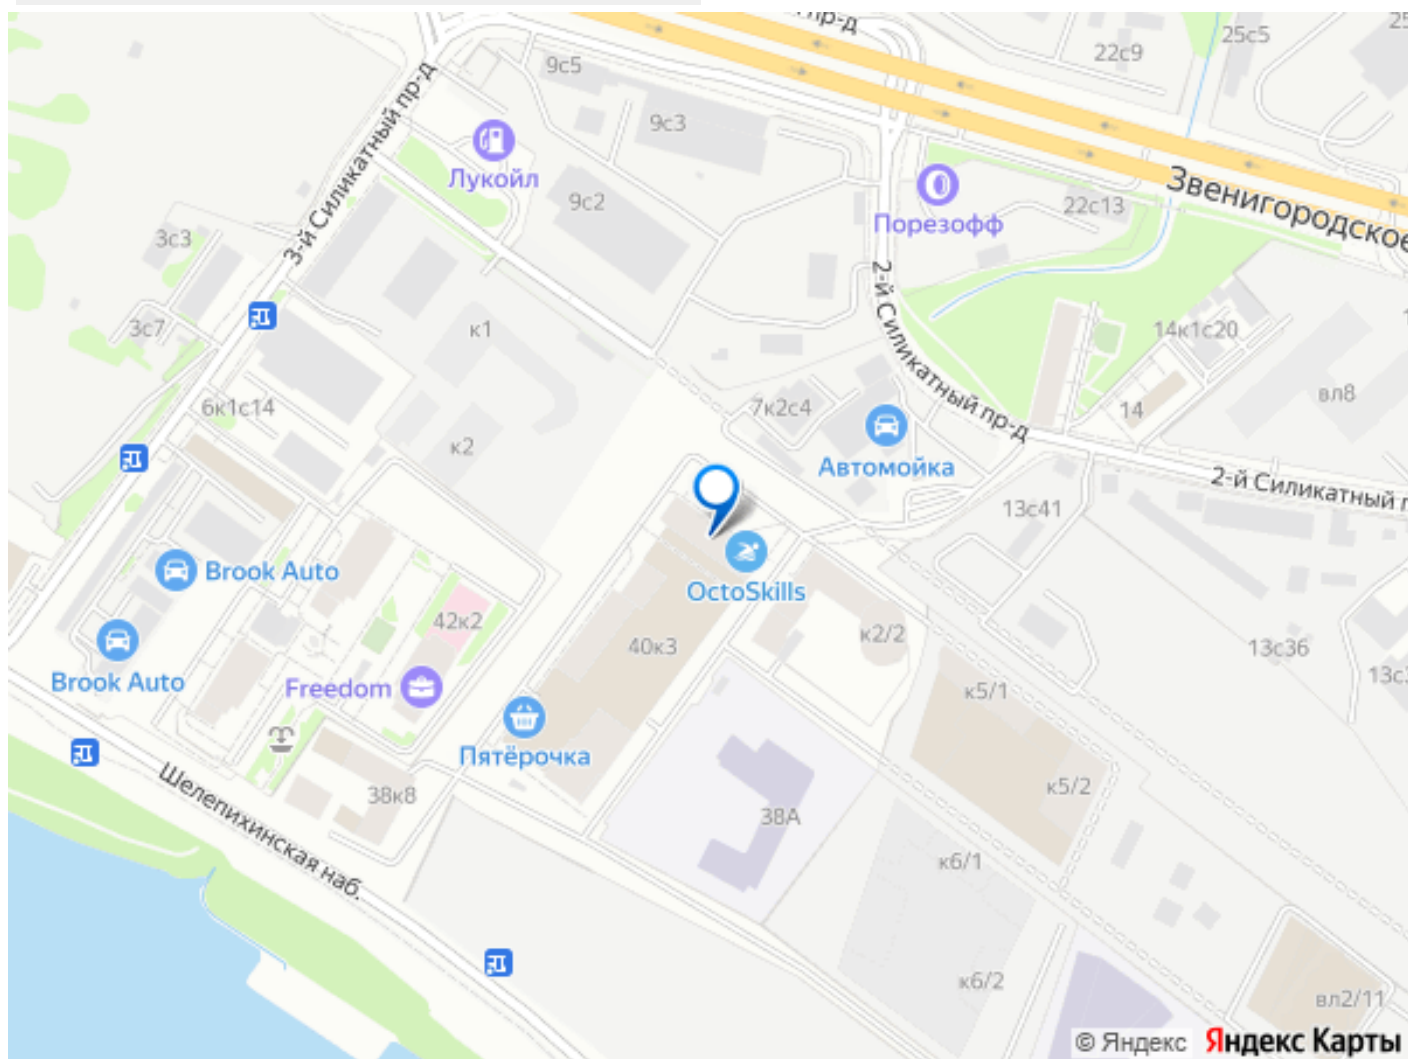 пр-д
25с5
22с9
9с5
3-й Силикатный пр-д
9с3
Лукойл
9с2
Порезофф
22с13
Звенигородское
3с3
2-й Силикатный пр-д
3с7
к1
14к1с20
6к1с14
7к2с4
14
вл8
к2
Автомойка
2-й Силикатный п
13с41
Brook Auto
OctoSkills
42к2
40к3
к2/2
13с36
13с3
Brook Auto
Freedom
к5/1
Пятёрочка
к5/2
38к8
38А
Шелепихинская наб.
к6/1
к6/2
вл2/11
© Яндекс Яндекс Карты